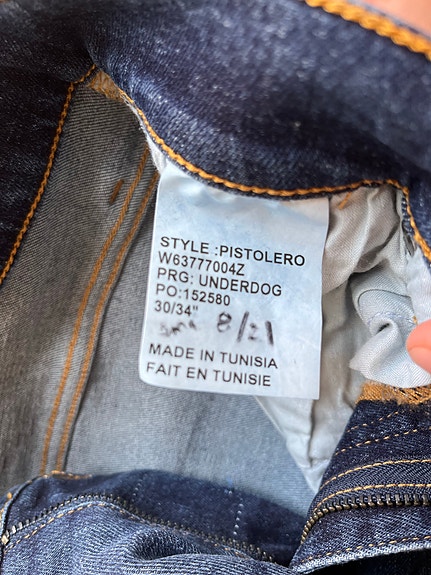 STYLE :PISTOLERO
W63777004Z
PRG: UNDERDOG
PO:152580
30/34"
8/21
MADE IN TUNISIA
FAIT EN TUNISIE